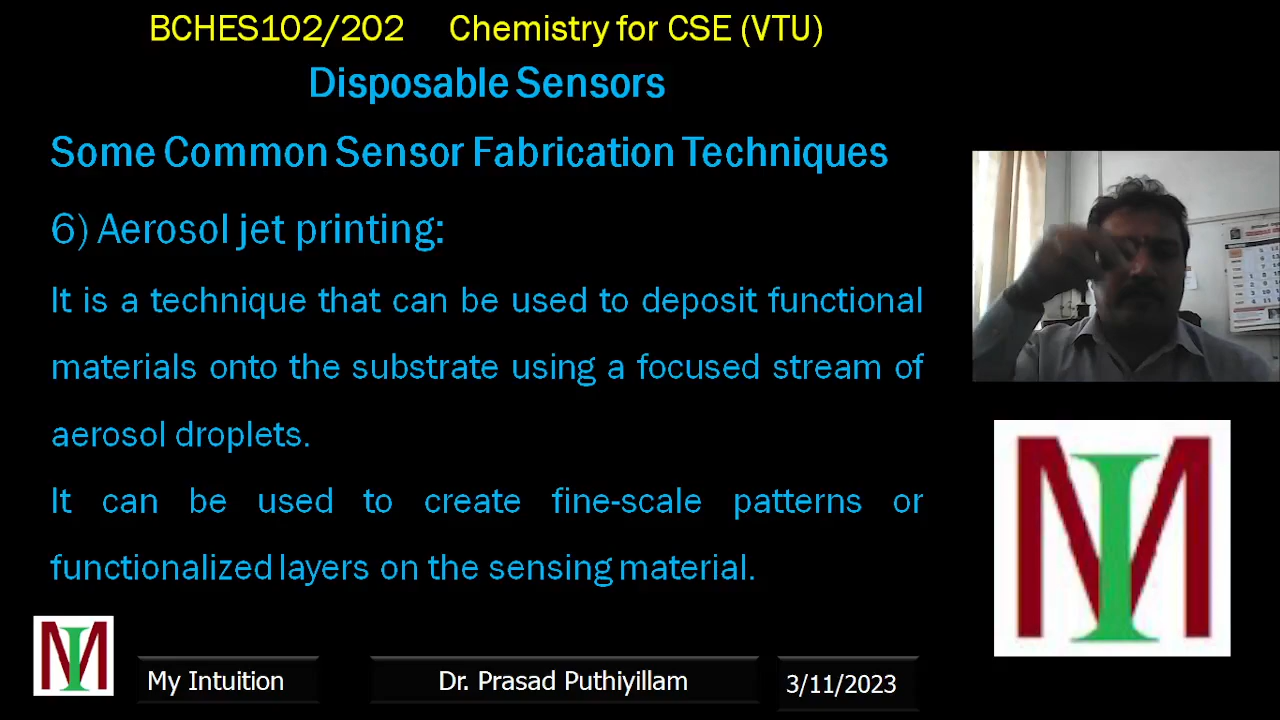 BCHES102/202 Chemistry for CSE (VTU)
Disposable Sensors
Some Common Sensor Fabrication Techniques
6) Aerosol jet printing:
It is a technique that can be used to deposit functional
materials onto the substrate using a focused stream of
aerosol droplets.
It can be used to create fine-scale patterns or
functionalized layers on the sensing material.
MI
MI
My Intuition
Dr. Prasad Puthiyillam
3/11/2023